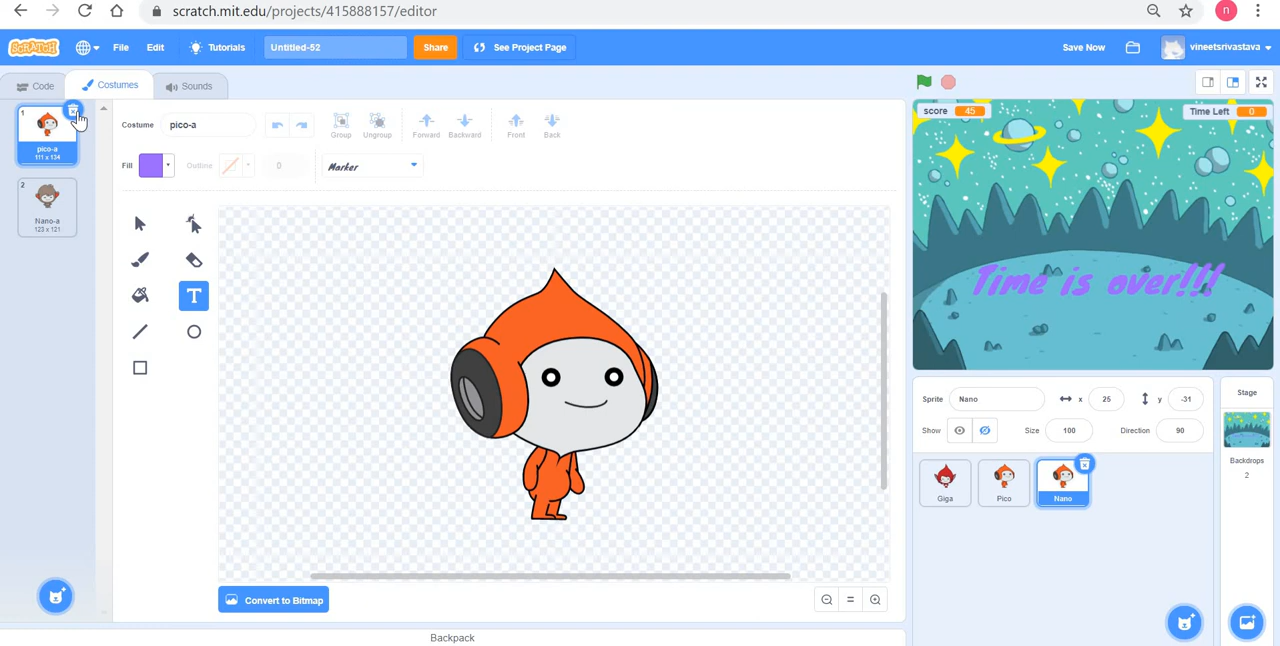 scratch.mit.edu/projects/415888157/editor
n
SCRATCH File Edit Tutorials Untitled-52 Share See Project Page Save Now vineetsrivastava
Code Costumes Sounds
1
pico-a
111 x 134
2
Nano-a
123 x 121
Costume pico-a Group Ungroup Forward Backward Front Back
Fill Outline 0 Marker
T
Convert to Bitmap
Backpack
score 45 Time Left 0
Time is over!!!
Sprite Nano x 25 y -31
Show Size 100 Direction 90
Giga Pico Nano
Stage
Backdrops
2